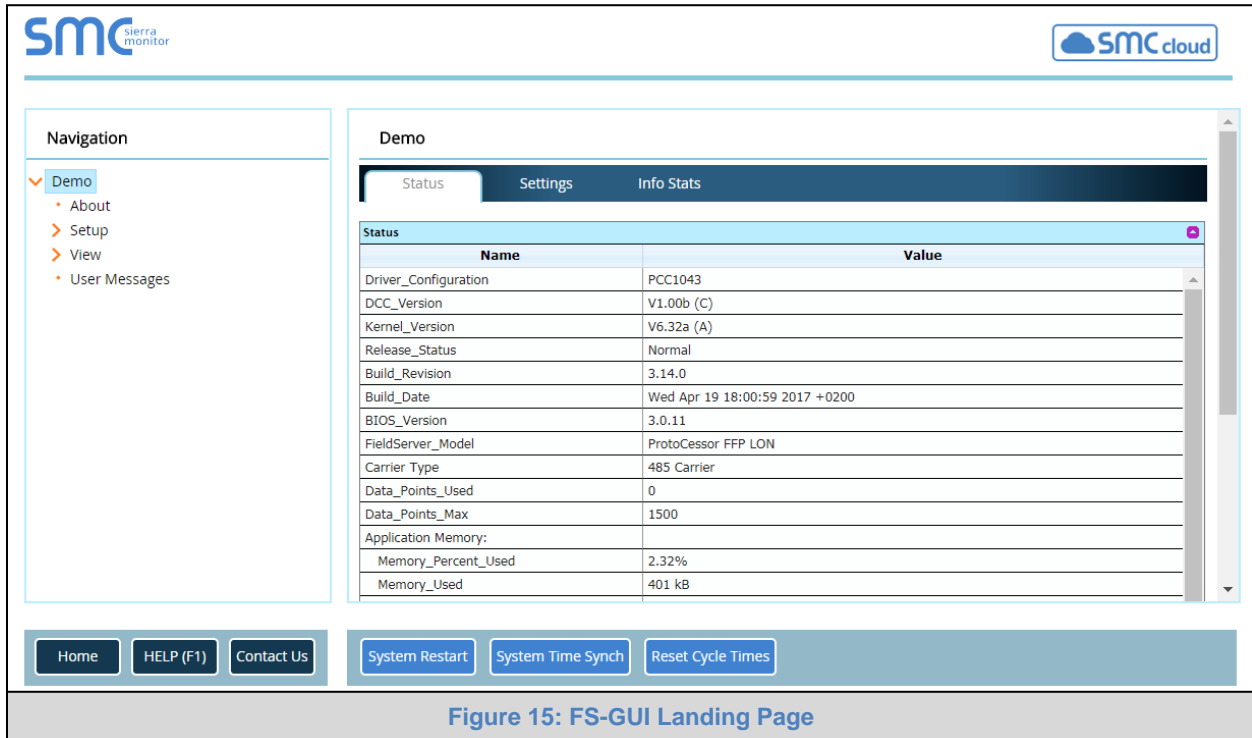 SMC sierra monitor
SMC cloud
Navigation
Demo
About
Setup
View
User Messages
Demo
Status Settings Info Stats
Status
Name Value
Driver_Configuration PCC1043
DCC_Version V1.00b (C)
Kernel_Version V6.32a (A)
Release_Status Normal
Build_Revision 3.14.0
Build_Date Wed Apr 19 18:00:59 2017 +0200
BIOS_Version 3.0.11
FieldServer_Model ProtoCessor FFP LON
Carrier Type 485 Carrier
Data_Points_Used 0
Data_Points_Max 1500
Application Memory:
Memory_Percent_Used 2.32%
Memory_Used 401 kB
Home HELP (F1) Contact Us
System Restart System Time Synch Reset Cycle Times
Figure 15: FS-GUI Landing Page